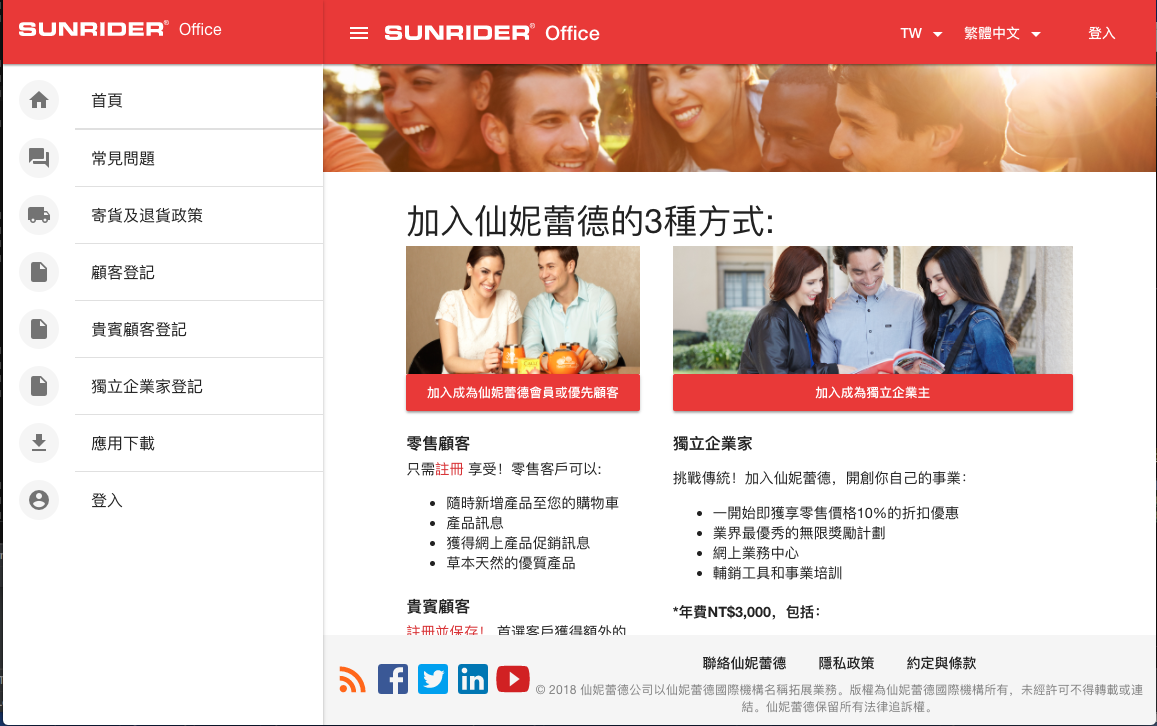 SUNRIDER® Office
首頁
常見問題
寄貨及退貨政策
顧客登記
貴賓顧客登記
獨立企業家登記
應用下載
登入
SUNRIDER® Office
TW
繁體中文
登入
加入仙妮蕾德的3種方式:
加入成為仙妮蕾德會員或優先顧客
零售顧客
只需註冊 享受！零售客戶可以:
隨時新增產品至您的購物車
產品訊息
獲得網上產品促銷訊息
草本天然的優質產品
貴賓顧客
註冊並保存！ 首選客戶獲得額外的
加入成為獨立企業主
獨立企業家
挑戰傳統！加入仙妮蕾德，開創你自己的事業：
一開始即獲享零售價格10%的折扣優惠
業界最優秀的無限獎勵計劃
網上業務中心
輔銷工具和事業培訓
*年費NT$3,000，包括：
聯絡仙妮蕾德 隱私政策 約定與條款
© 2018 仙妮蕾德公司以仙妮蕾德國際機構名稱拓展業務。版權為仙妮蕾德國際機構所有，未經許可不得轉載或連
結。仙妮蕾德保留所有法律追訴權。